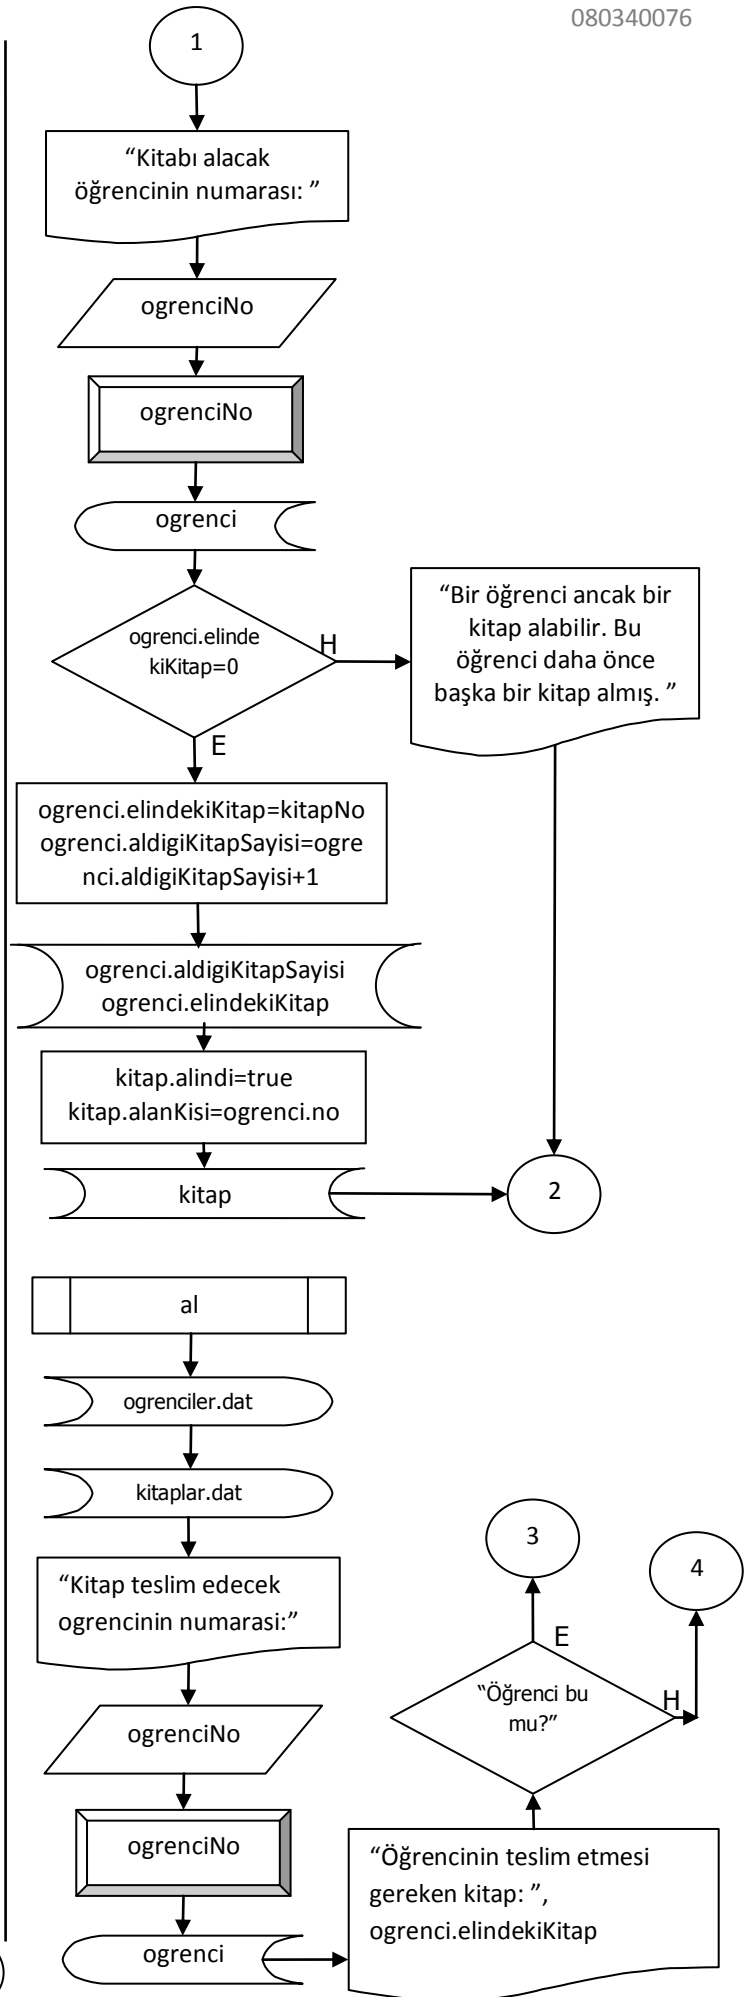 080340076
1
“Kitabı alacak
öğrencinin numarası: ”
ogrenciNo
ogrenciNo
ogrenci
ogrenci.elinde
kiKitap=0
H
E
“Bir öğrenci ancak bir
kitap alabilir. Bu
öğrenci daha önce
başka bir kitap almış. ”
ogrenci.elindekiKitap=kitapNo
ogrenci.aldigiKitapSayisi=ogre
nci.aldigiKitapSayisi+1
ogrenci.aldigiKitapSayisi
ogrenci.elindekiKitap
kitap.alindi=true
kitap.alanKisi=ogrenci.no
kitap
2
al
ogrenciler.dat
kitaplar.dat
“Kitap teslim edecek
ogrencinin numarasi:”
ogrenciNo
ogrenciNo
ogrenci
“Öğrencinin teslim etmesi
gereken kitap: ”,
ogrenci.elindekiKitap
“Öğrenci bu
mu?”
E
H
3
4